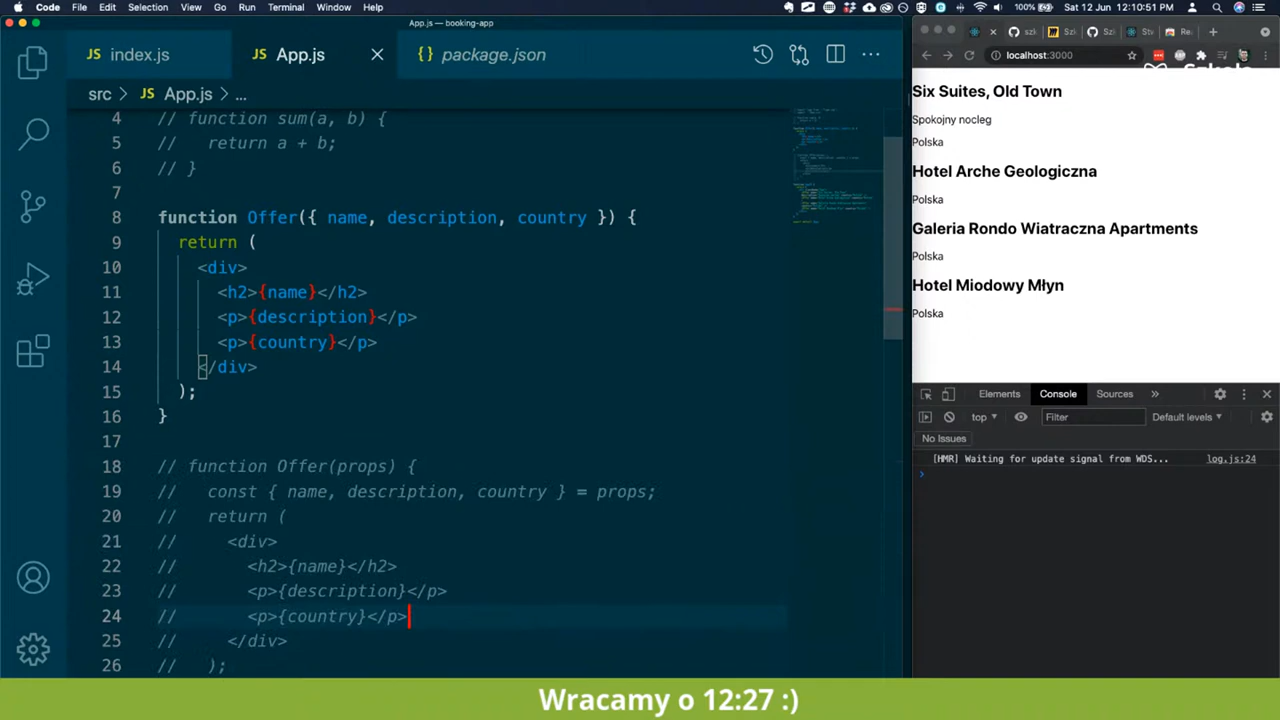 Code File Edit Selection View Go Run Terminal Window Help
100% Sat 12 Jun 12:10:51
App.js — booking-app
JS index.js
JS App.js
{} package.json
src > JS App.js > ...
4 // function sum(a, b) {
5 // return a + b;
6 // }
7
8 function Offer({ name, description, country }) {
9 return (
10 <div>
11 <h2>{name}</h2>
12 <p>{description}</p>
13 <p>{country}</p>
14 </div>
15 );
16 }
17
18 // function Offer(props) {
19 // const { name, description, country } = props;
20 // return (
21 // <div>
22 // <h2>{name}</h2>
23 // <p>{description}</p>
24 // <p>{country}</p>
25 // </div>
26 // );
localhost:3000
Six Suites, Old Town
Spokojny nocleg
Polska
Hotel Arche Geologiczna
Polska
Galeria Rondo Wiatraczna Apartments
Polska
Hotel Miodowy Młyn
Polska
Elements Console Sources »
top Filter Default levels
No Issues
[HMR] Waiting for update signal from WDS... log.js:24
Wracamy o 12:27 :)